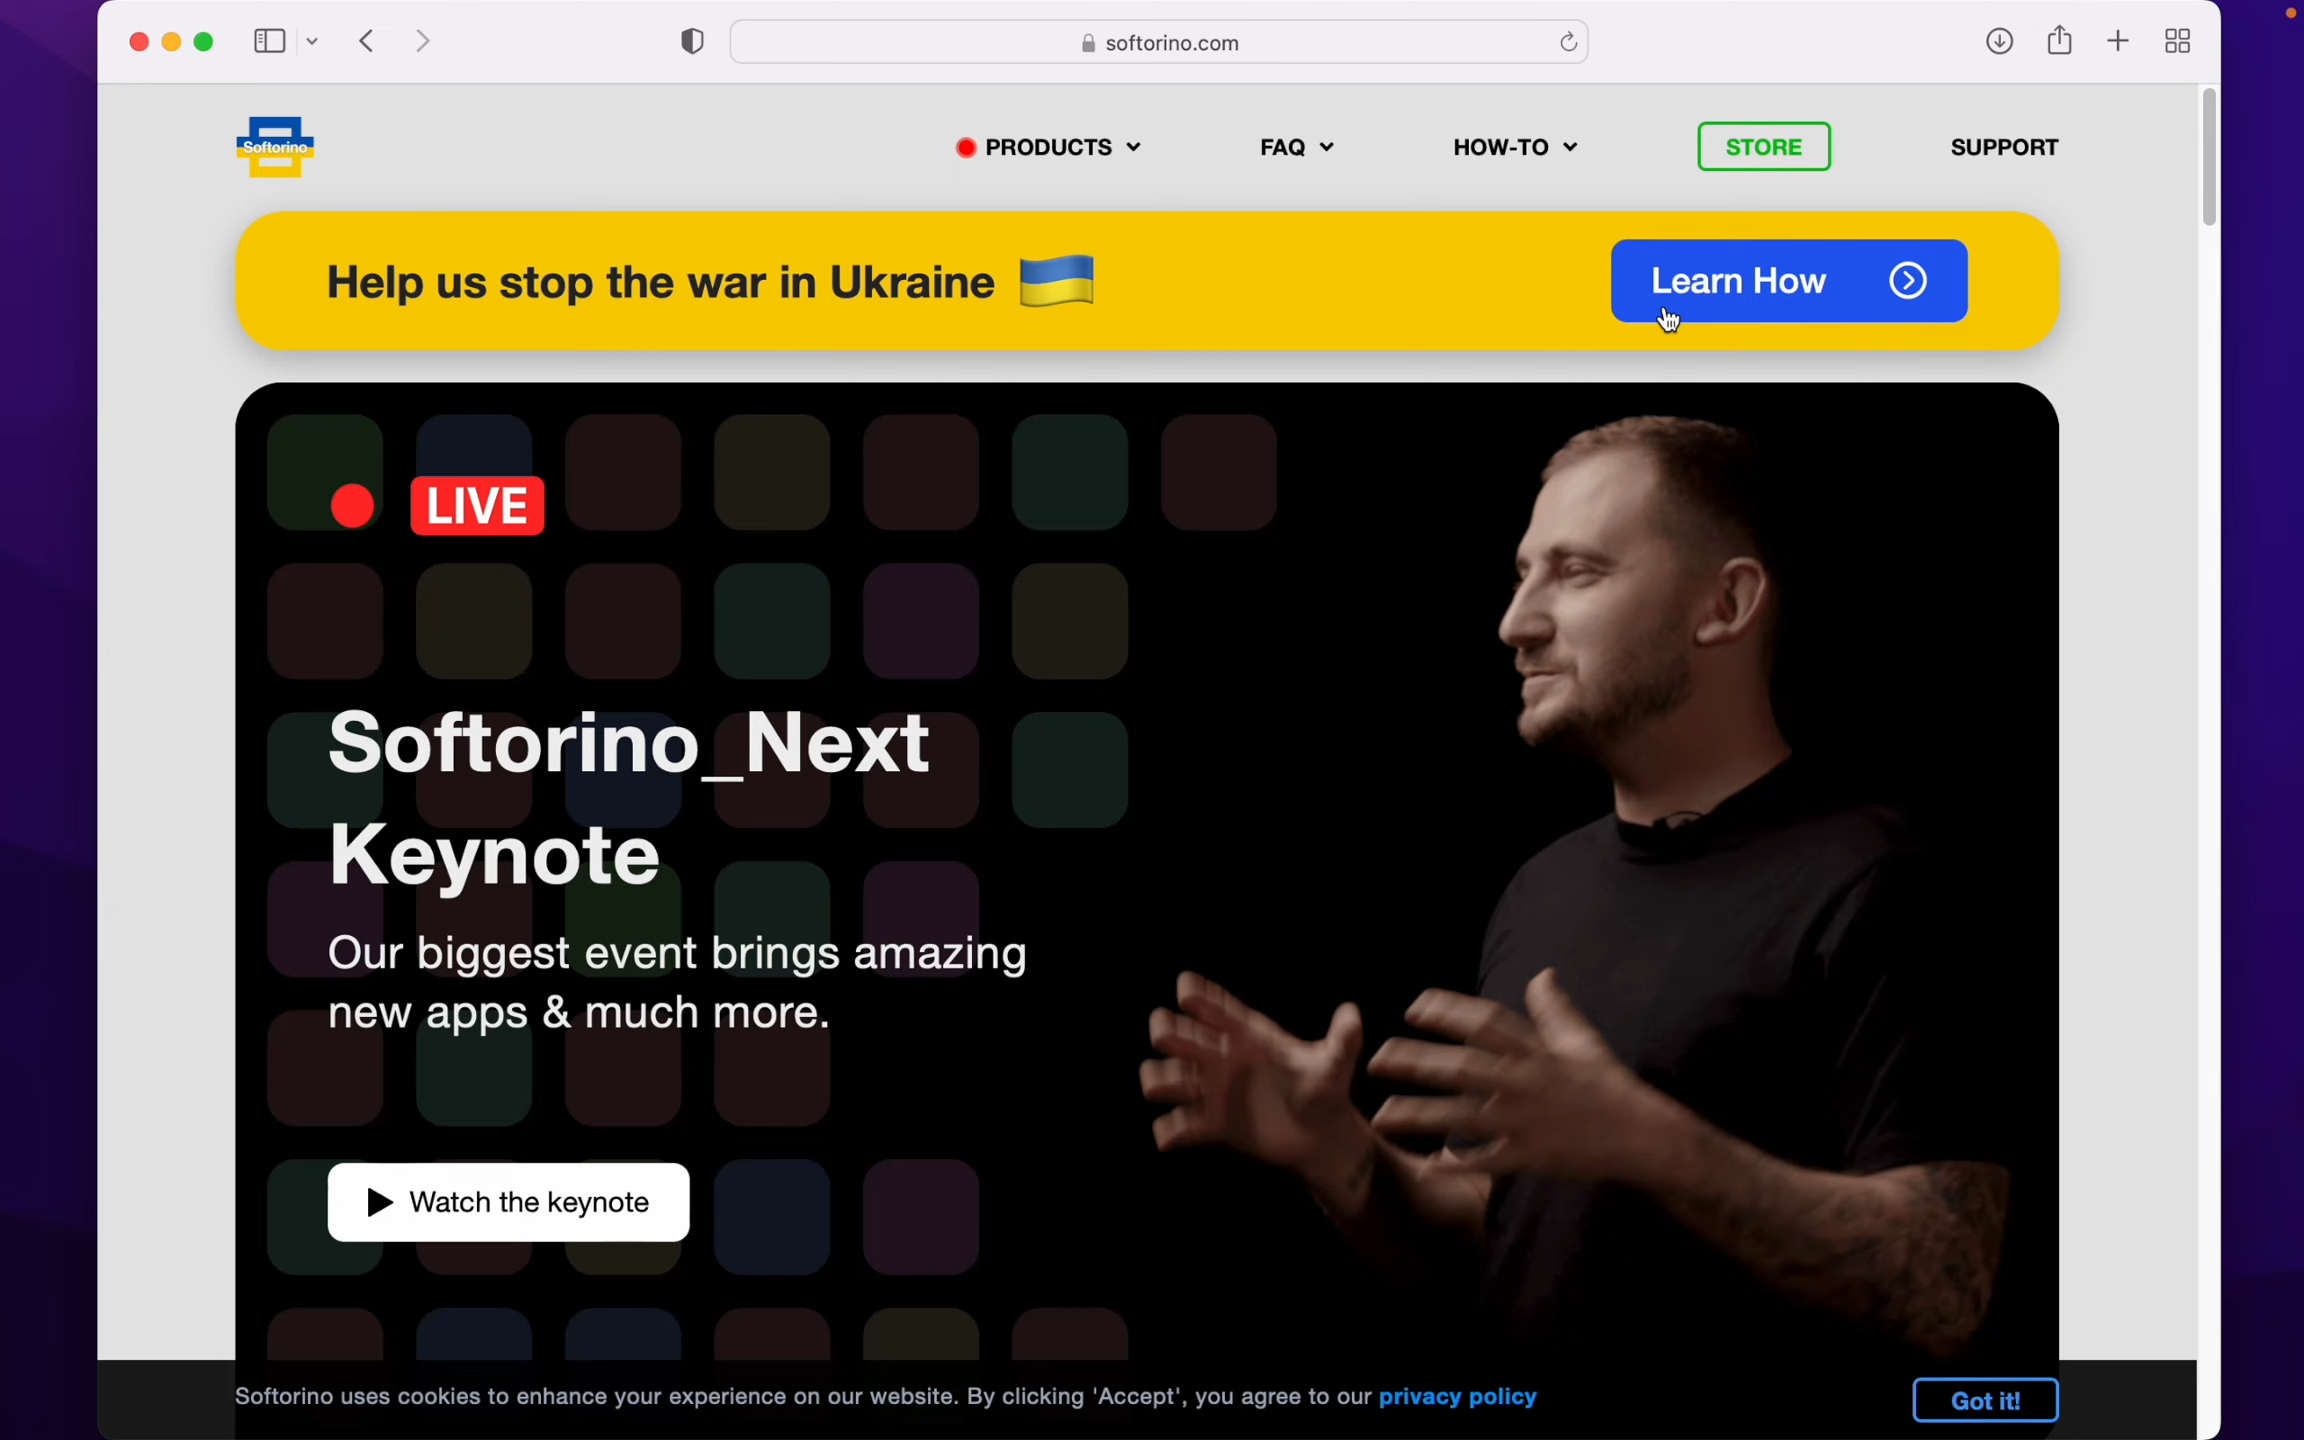 softorino.com
Softorino
PRODUCTS
FAQ
HOW-TO
STORE
SUPPORT
Help us stop the war in Ukraine
Learn How
LIVE
Softorino_Next
Keynote
Our biggest event brings amazing
new apps & much more.
Watch the keynote
Softorino uses cookies to enhance your experience on our website. By clicking 'Accept', you agree to our privacy policy
Got it!